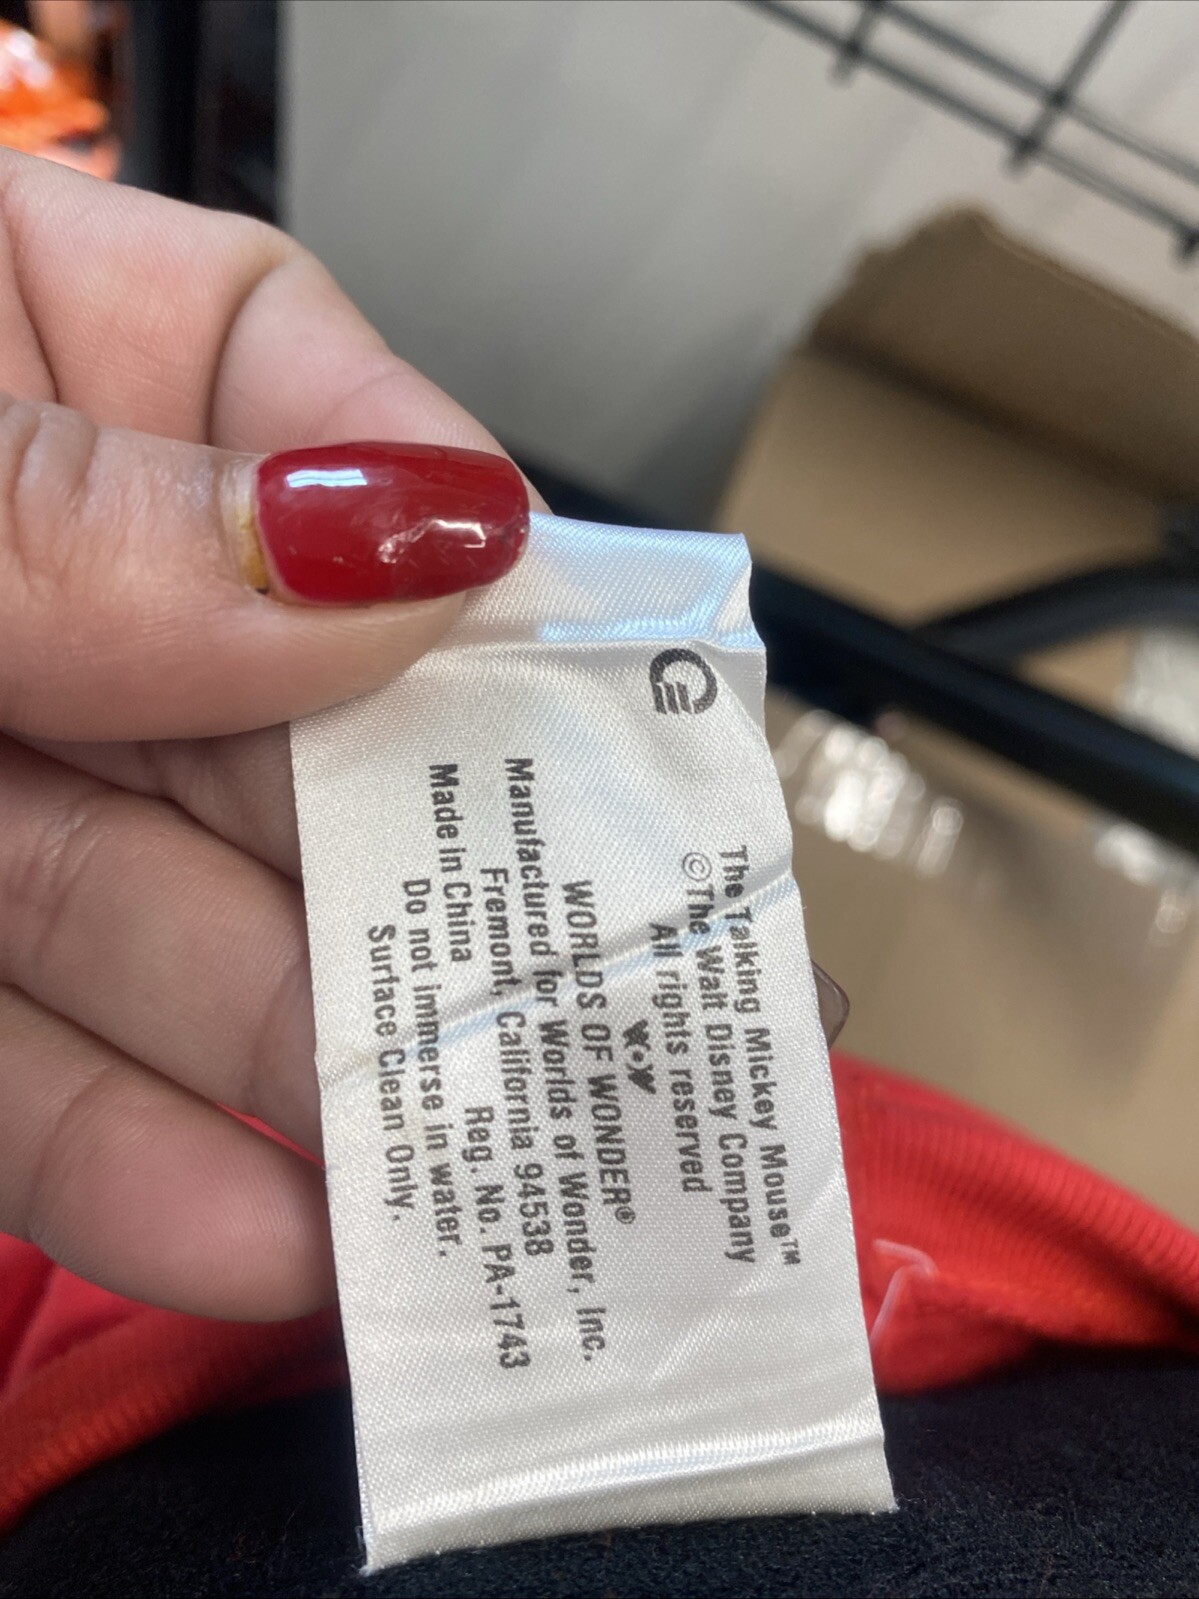 The Talking Mickey Mouse™
©The Walt Disney Company
All rights reserved
W·O·W
WORLDS OF WONDER®
Manufactured for Worlds of Wonder, Inc.
Fremont, California 94538
Made in China Reg. No. PA-1743
Do not immerse in water.
Surface Clean Only.